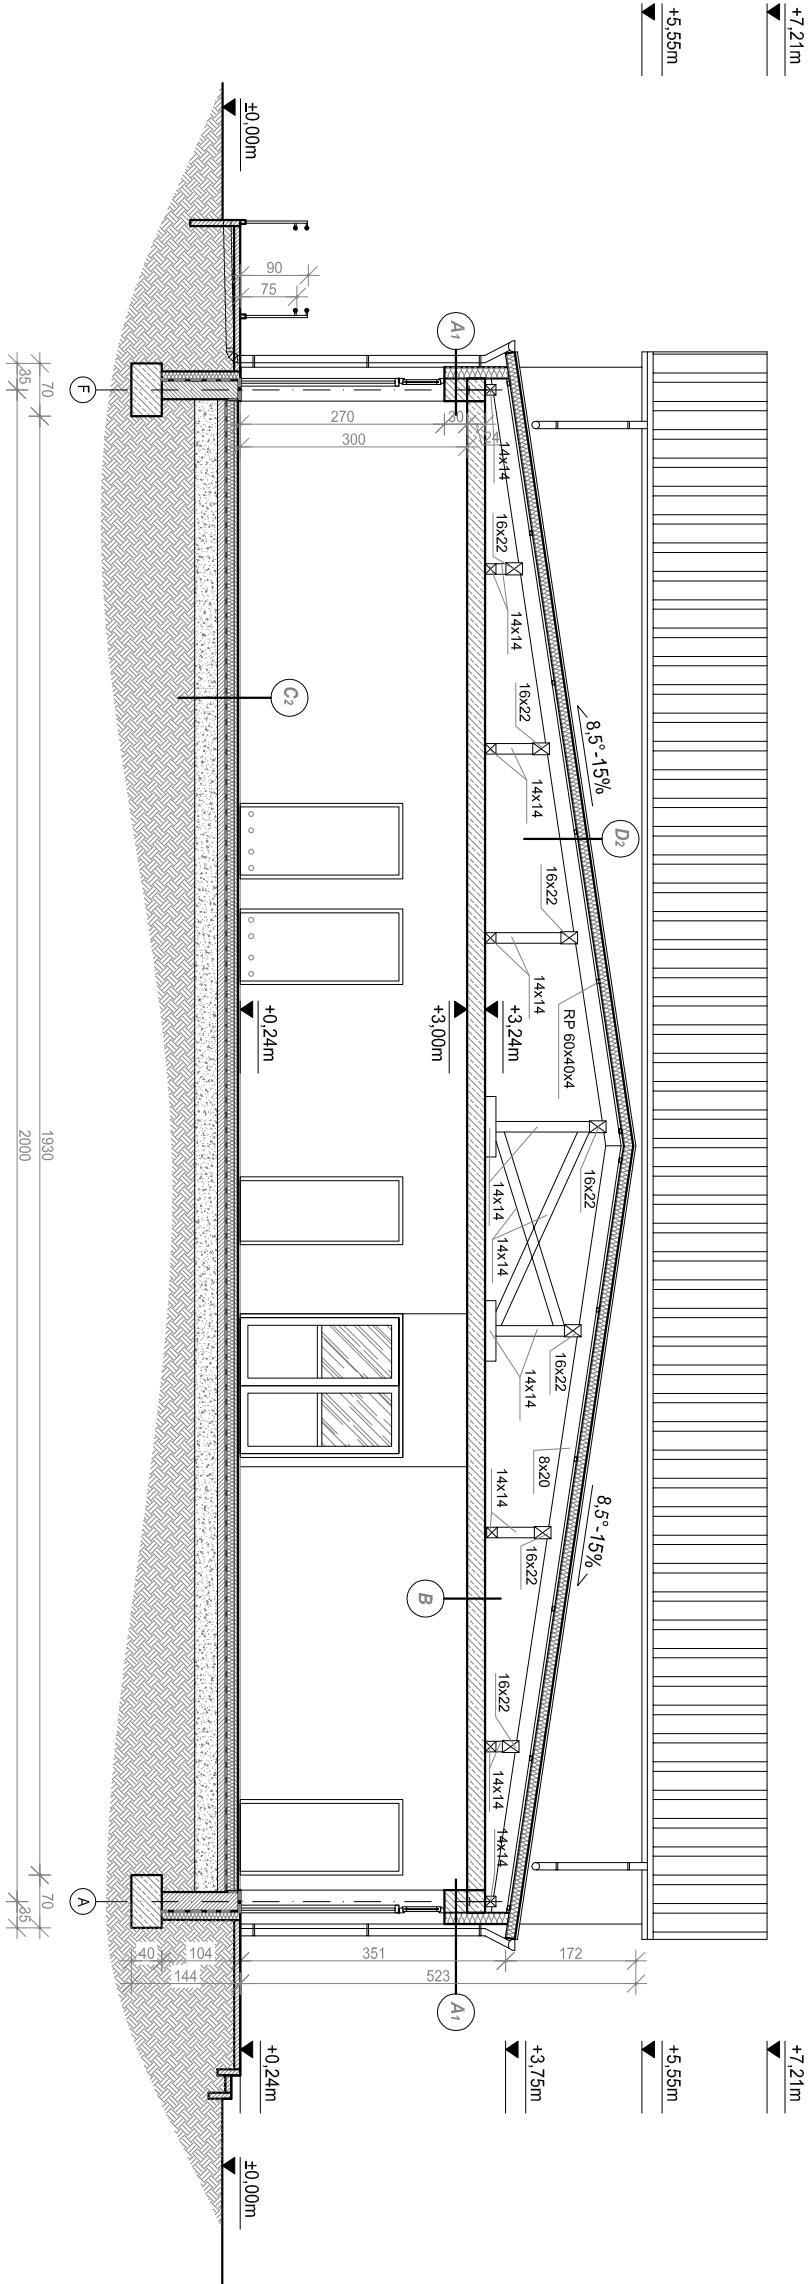 +7,21m
+5,55m
±0,00m
90
75
A1
70
35
F
270
30
24
300
14x14
16x22
14x14
C2
16x22
14x14
8,5°-15%
D2
16x22
14x14
RP 60x40x4
+0,24m
+3,00m
+3,24m
1930
2000
16x22
14x14
14x14
16x22
14x14
8x20
8,5°-15%
14x14
16x22
B
16x22
14x14
14x14
A
70
35
40
104
351
172
144
523
A1
+0,24m
+3,75m
+5,55m
+7,21m
±0,00m